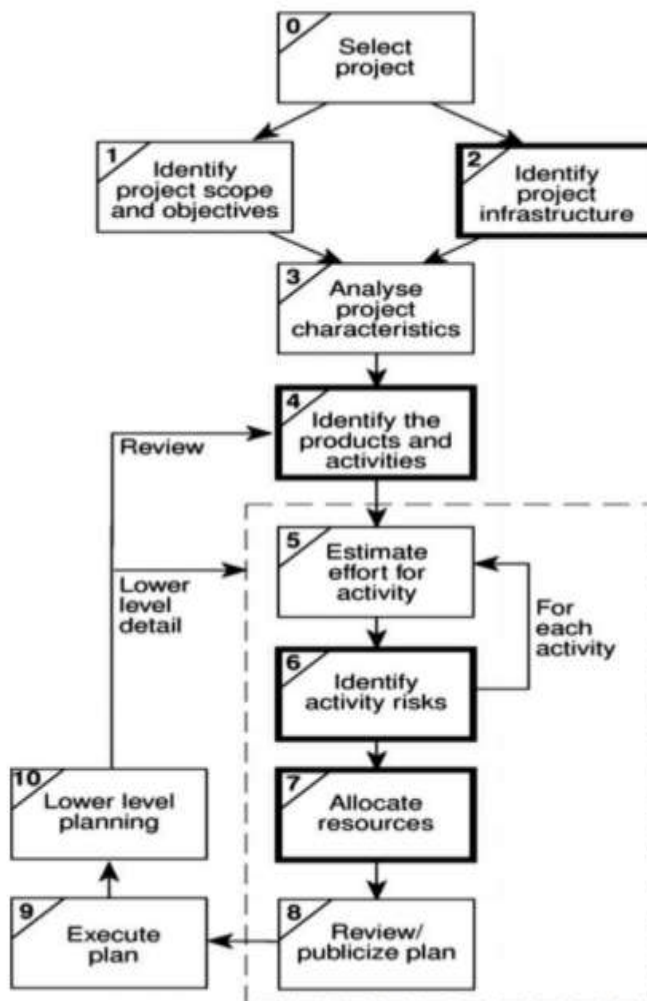 0
Select
project
1
Identify
project scope
and objectives
2
Identify
project
infrastructure
3
Analyse
project
characteristics
4
Identify the
products and
activities
Review
5
Estimate
effort for
activity
Lower
level
detail
For
each
activity
6
Identify
activity risks
7
Allocate
resources
10
Lower level
planning
9
Execute
plan
8
Review/
publicize plan